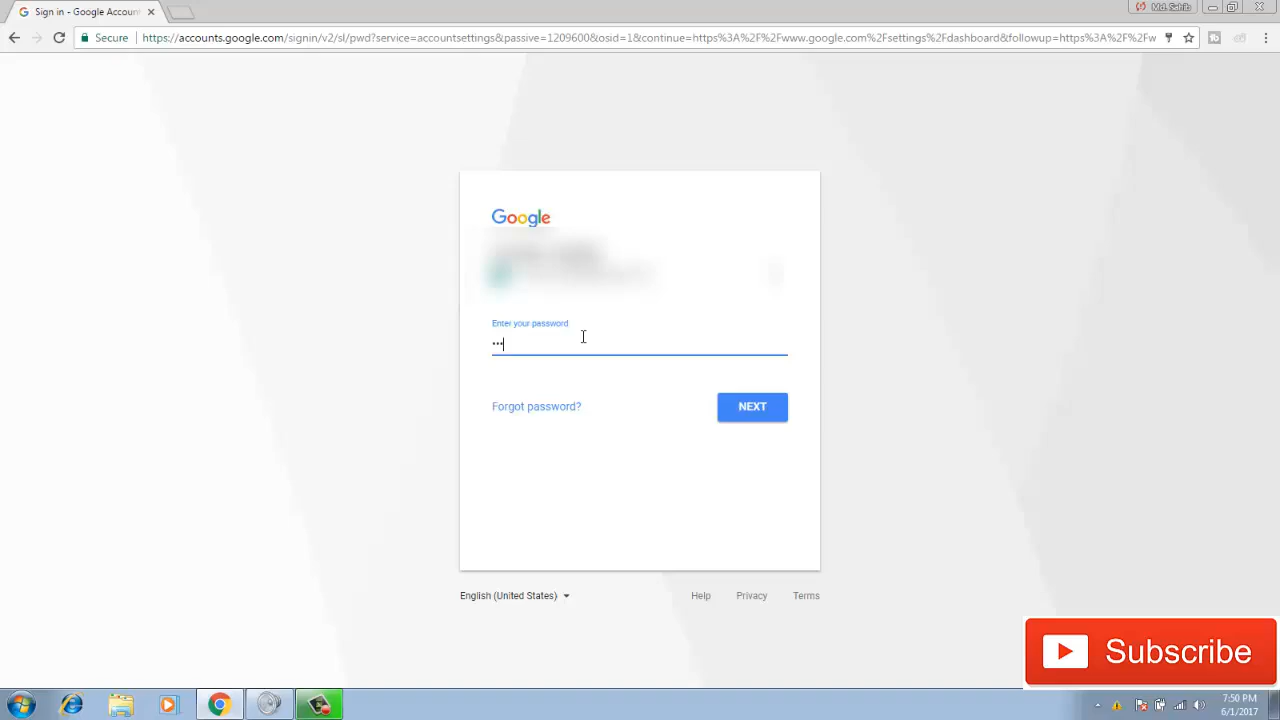 Sign in - Google Accoun
Md. Sahib
Secure
https://accounts.google.com/signin/v2/sl/pwd?service=accountsettings&passive=1209600&osid=1&continue=https%3A%2F%2Fwww.google.com%2Fsettings%2Fdashboard&followup=https%3A%2F%2Fw
Google
Enter your password
•••
Forgot password?
NEXT
English (United States)
Help Privacy Terms
Subscribe
7:50 PM
6/1/2017